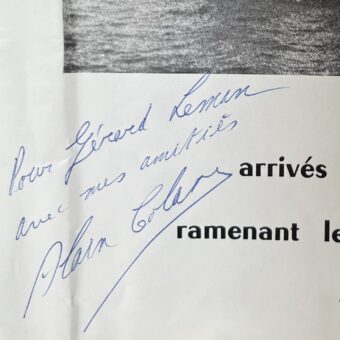 Pour Gérard Leman
avec mes amitiés
Alain Colas
arrivés
ramenant le